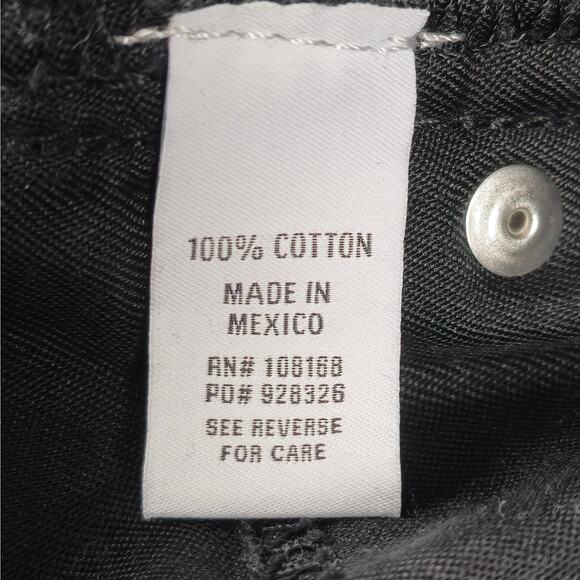 100% COTTON
MADE IN
MEXICO
RN# 108168
PO# 928326
SEE REVERSE
FOR CARE